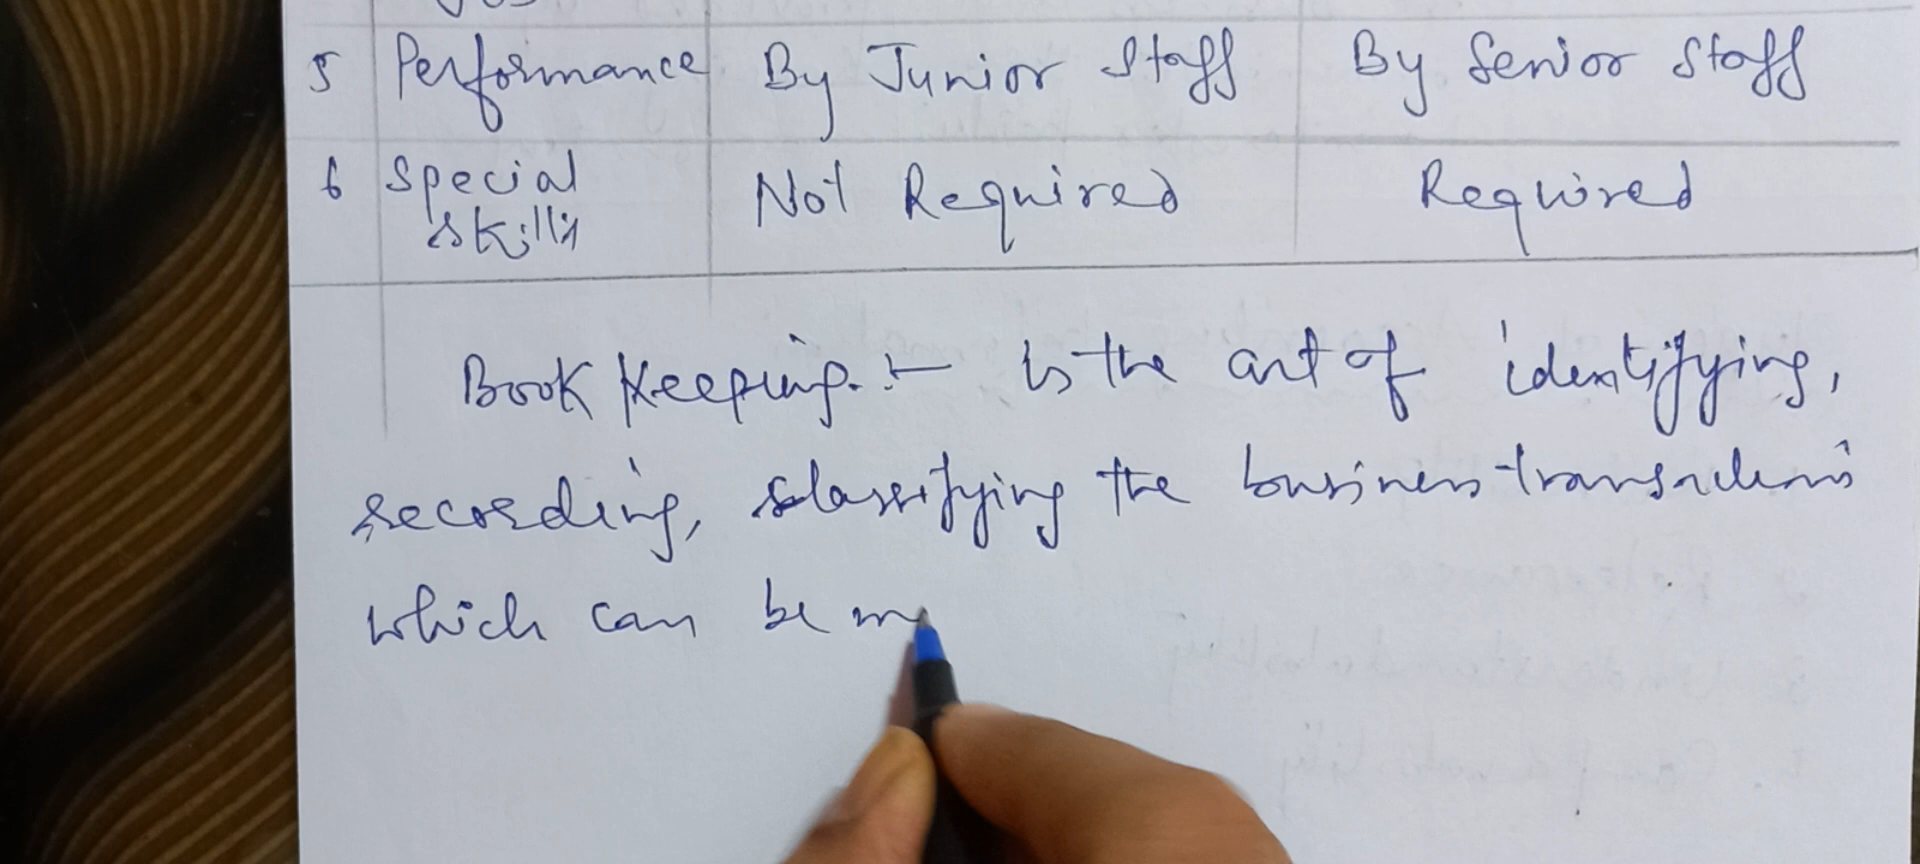 5 Performance By Junior Staff By Senior Staff
6 Special Not Required Required
skills
Book Keeping :- Is the art of identifying,
recording, classifying the business transactions
which can be m